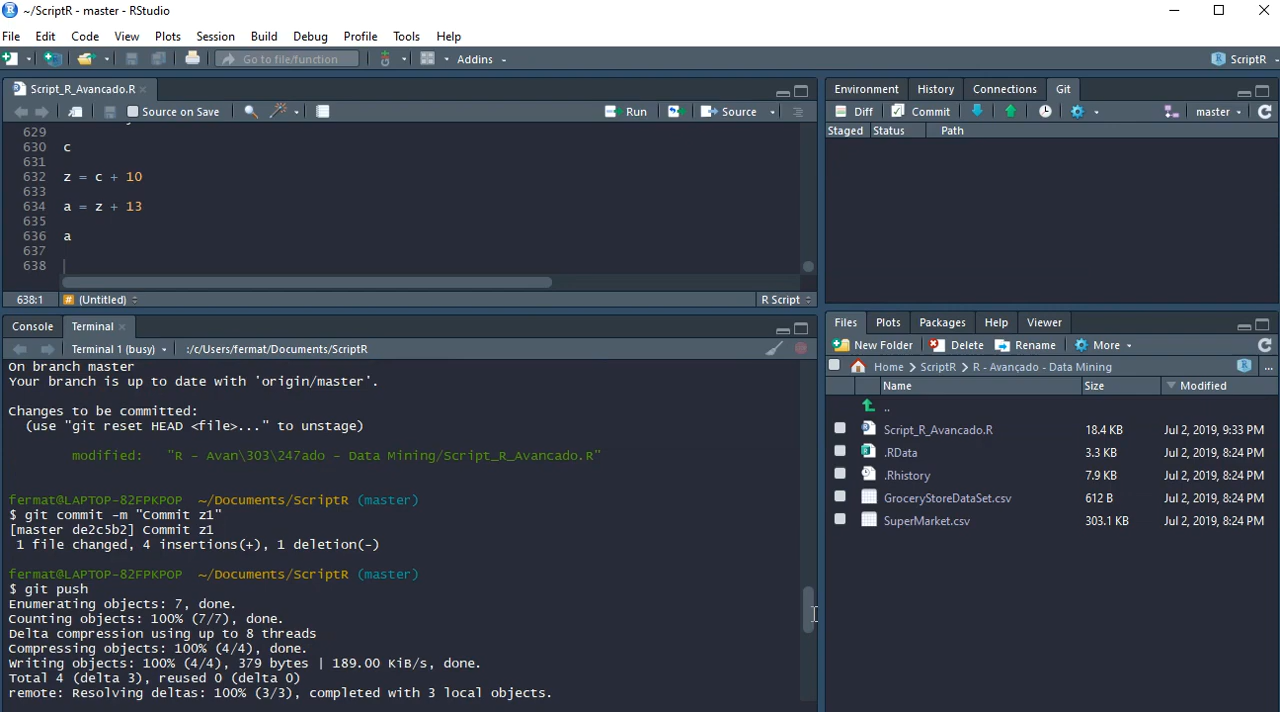 ~/ScriptR - master - RStudio
File Edit Code View Plots Session Build Debug Profile Tools Help
Go to file/function Addins ScriptR
Script_R_Avancado.R
Source on Save Run Source
629
630 c
631
632 z = c + 10
633
634 a = z + 13
635
636 a
637
638
638:1 # (Untitled) R Script
Console Terminal
Terminal 1 (busy) :/c/Users/fermat/Documents/ScriptR
On branch master
Your branch is up to date with 'origin/master'.
Changes to be committed:
(use "git reset HEAD <file>..." to unstage)
modified: "R - Avan\303\247ado - Data Mining/Script_R_Avancado.R"
fermat@LAPTOP-82FPKPOP ~/Documents/ScriptR (master)
$ git commit -m "Commit z1"
[master de2c5b2] Commit z1
1 file changed, 4 insertions(+), 1 deletion(-)
fermat@LAPTOP-82FPKPOP ~/Documents/ScriptR (master)
$ git push
Enumerating objects: 7, done.
Counting objects: 100% (7/7), done.
Delta compression using up to 8 threads
Compressing objects: 100% (4/4), done.
Writing objects: 100% (4/4), 379 bytes | 189.00 KiB/s, done.
Total 4 (delta 3), reused 0 (delta 0)
remote: Resolving deltas: 100% (3/3), completed with 3 local objects.
Environment History Connections Git
Diff Commit master
Staged Status Path
Files Plots Packages Help Viewer
New Folder Delete Rename More
Home ScriptR R - Avançado - Data Mining ...
Name Size Modified
..
Script_R_Avancado.R 18.4 KB Jul 2, 2019, 9:33 PM
.RData 3.3 KB Jul 2, 2019, 8:24 PM
.Rhistory 7.9 KB Jul 2, 2019, 8:24 PM
GroceryStoreDataSet.csv 612 B Jul 2, 2019, 8:24 PM
SuperMarket.csv 303.1 KB Jul 2, 2019, 8:24 PM